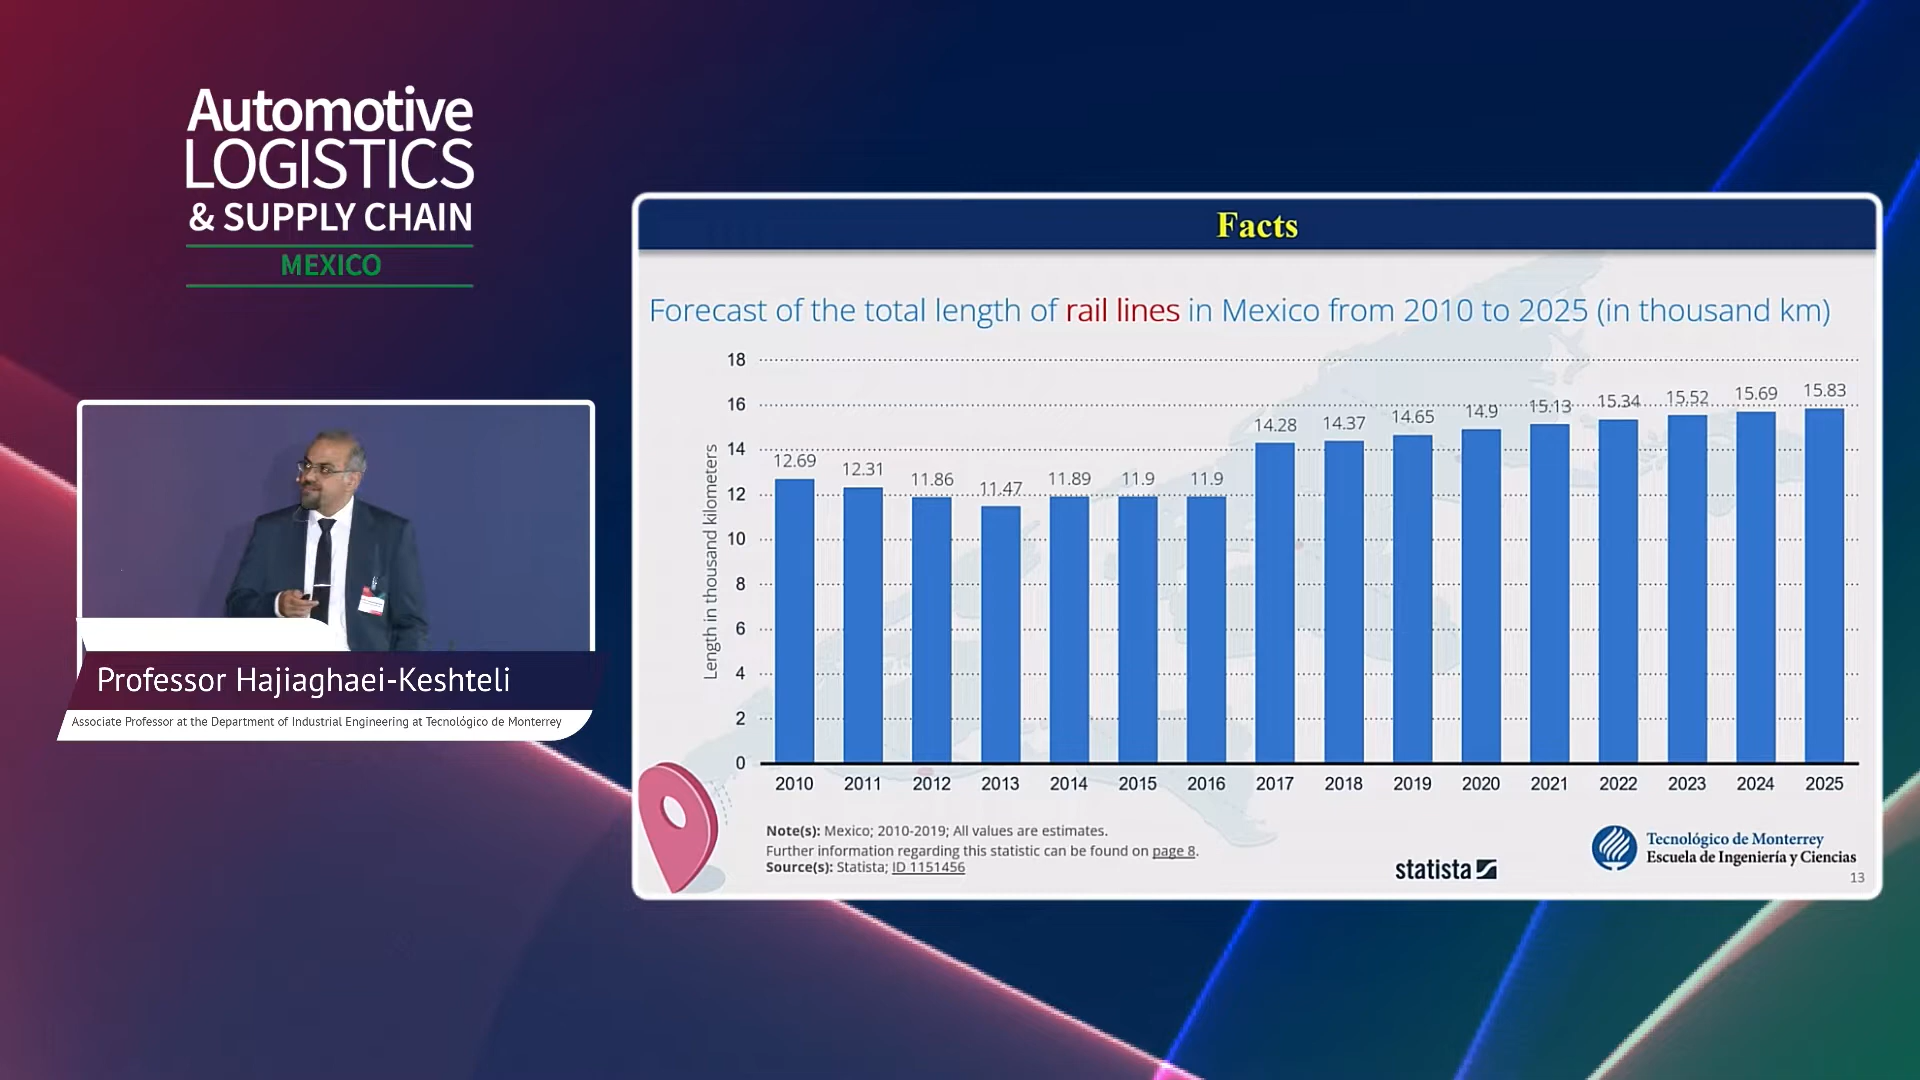 Automotive
LOGISTICS
& SUPPLY CHAIN
MEXICO
Professor Hajiaghaei-Keshteli
Associate Professor at the Department of Industrial Engineering at Tecnológico de Monterrey
Facts
Forecast of the total length of rail lines in Mexico from 2010 to 2025 (in thousand km)
Length in thousand kilometers
18
16
14
12
10
8
6
4
2
0
12.69
12.31
11.86
11.47
11.89
11.9
11.9
14.28
14.37
14.65
14.9
15.13
15.34
15.52
15.69
15.83
2010 2011 2012 2013 2014 2015 2016 2017 2018 2019 2020 2021 2022 2023 2024 2025
Note(s): Mexico; 2010-2019; All values are estimates.
Further information regarding this statistic can be found on page 8.
Source(s): Statista; ID 1151456
statista
Tecnológico de Monterrey
Escuela de Ingeniería y Ciencias
13